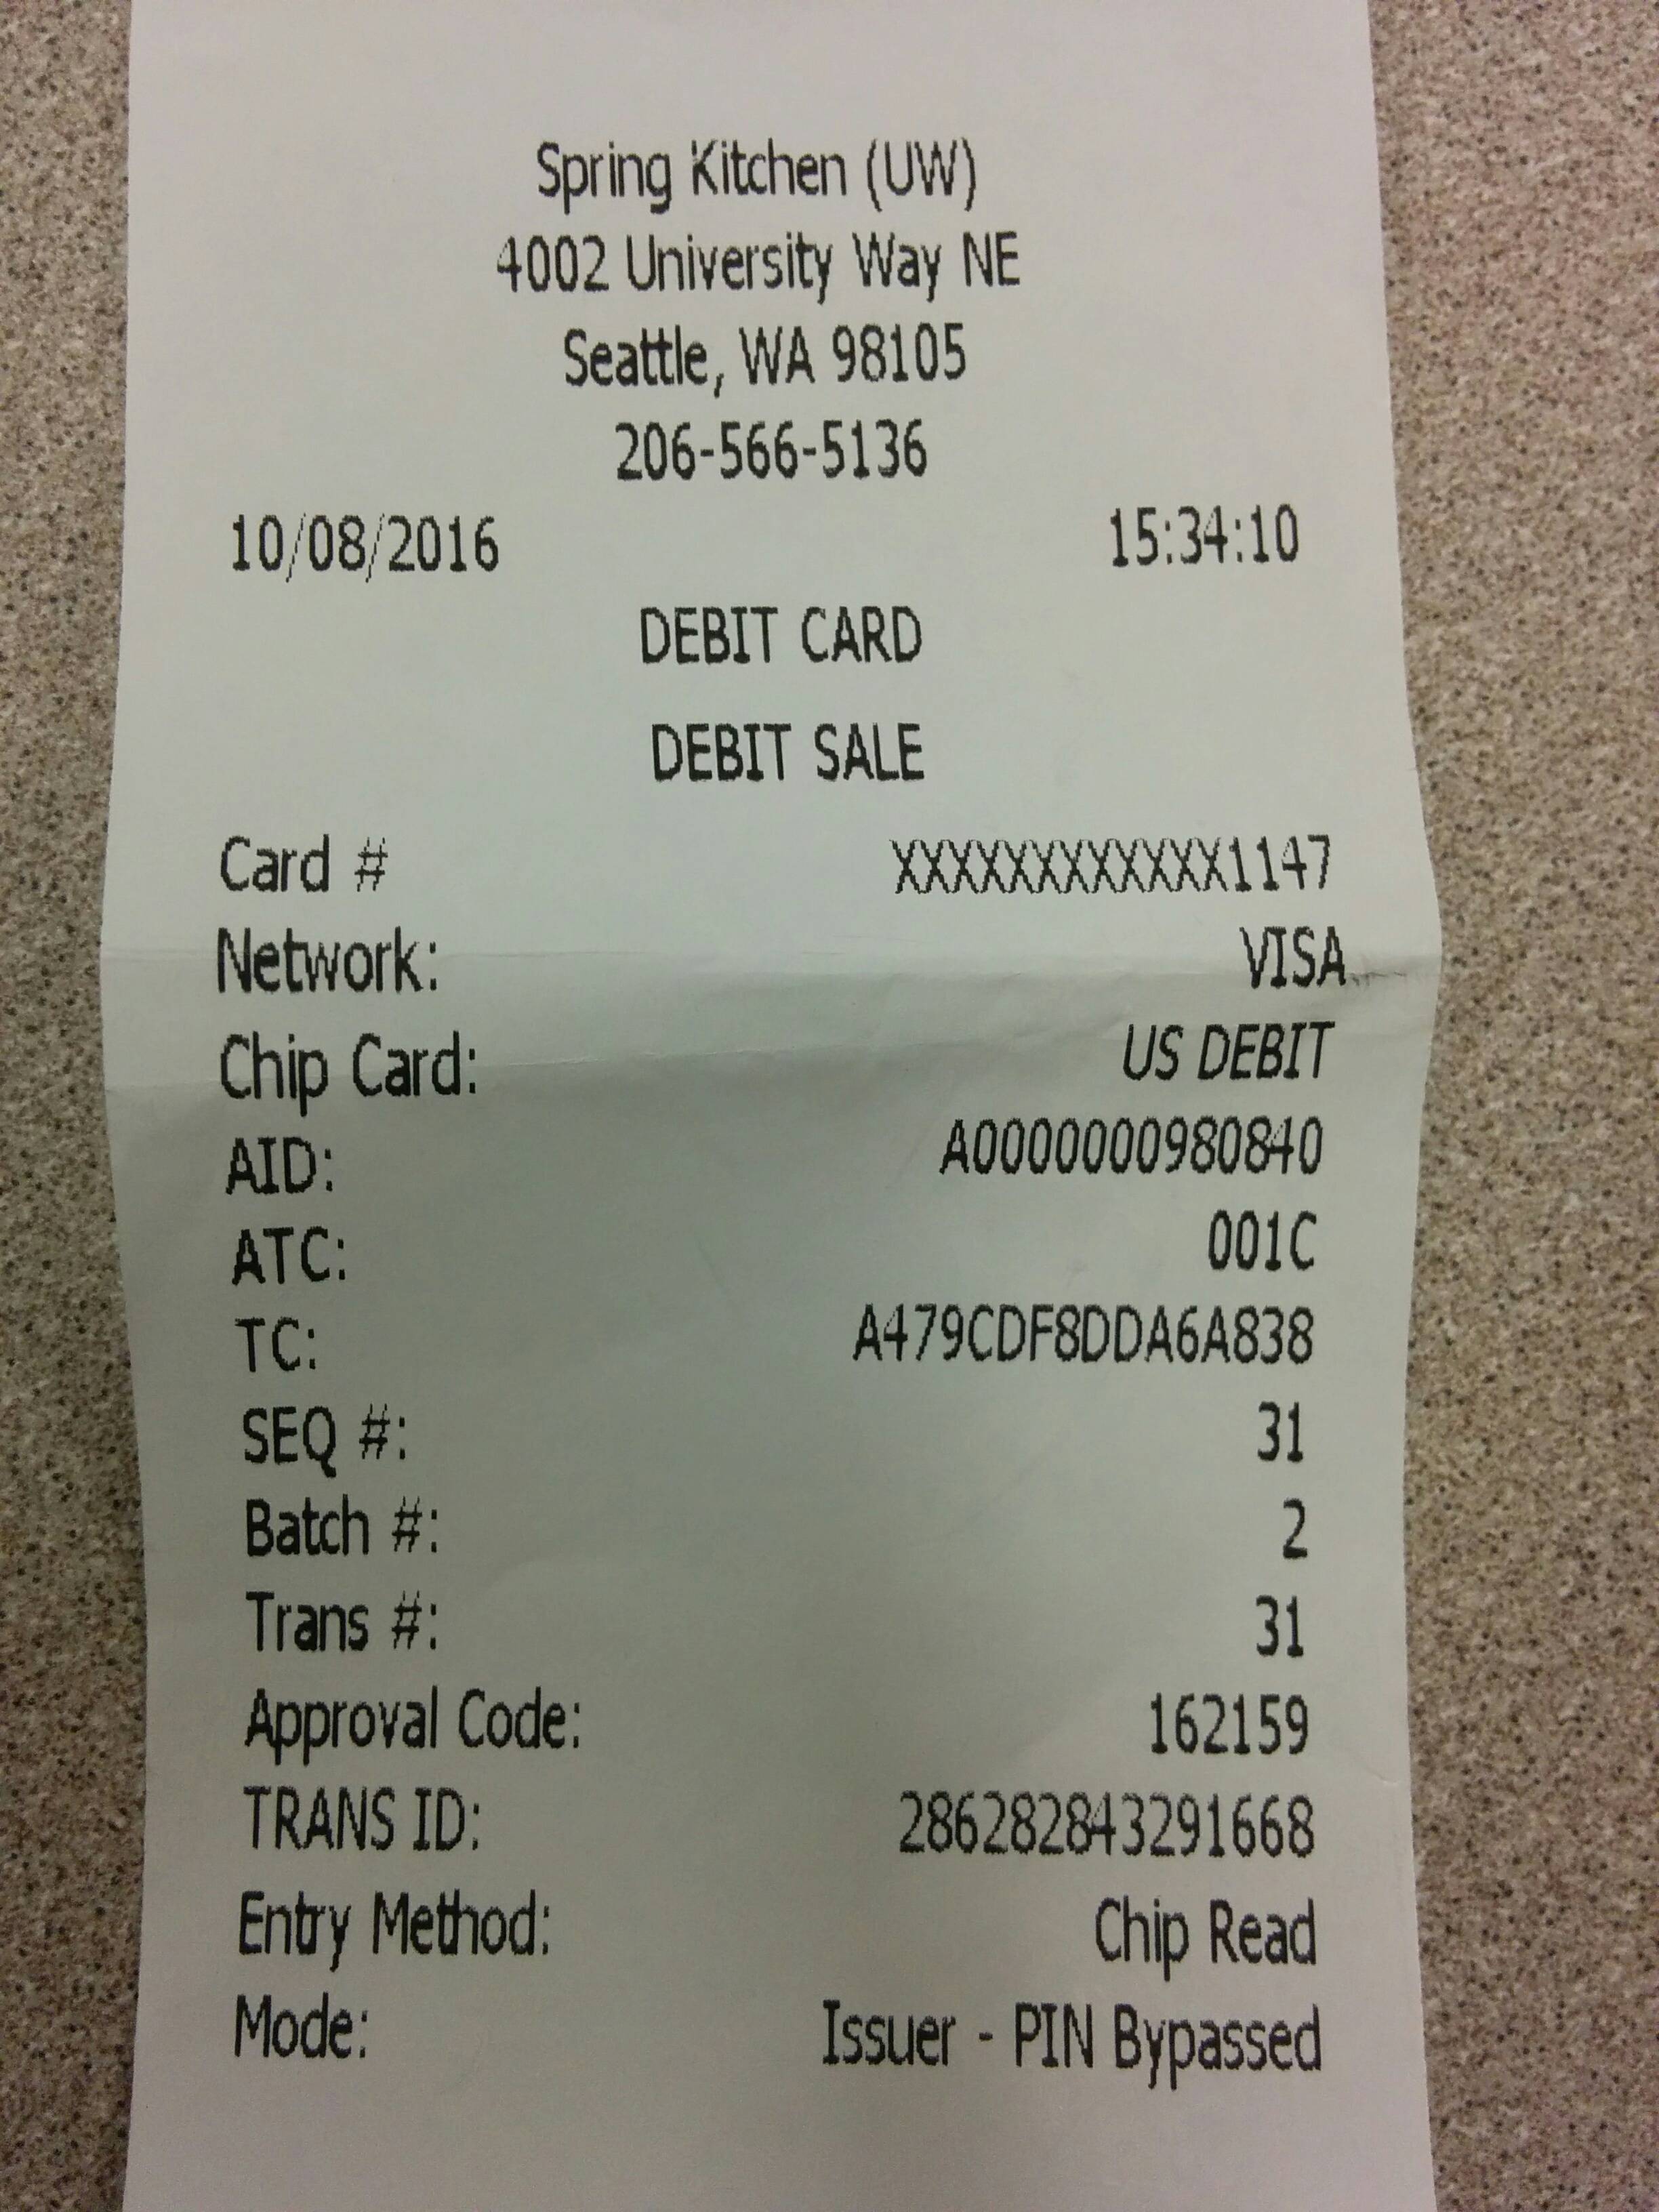 Spring Kitchen (UW)
4002 University Way NE
Seattle, WA 98105
206-566-5136
10/08/2016 15:34:10
DEBIT CARD
DEBIT SALE
Card # XXXXXXXXXXXX1147
Network: VISA
Chip Card: US DEBIT
AID: A0000000980840
ATC: 001C
TC: A479CDF8DDA6A838
SEQ #: 31
Batch #: 2
Trans #: 31
Approval Code: 162159
TRANS ID: 286282843291668
Entry Method: Chip Read
Mode: Issuer - PIN Bypassed